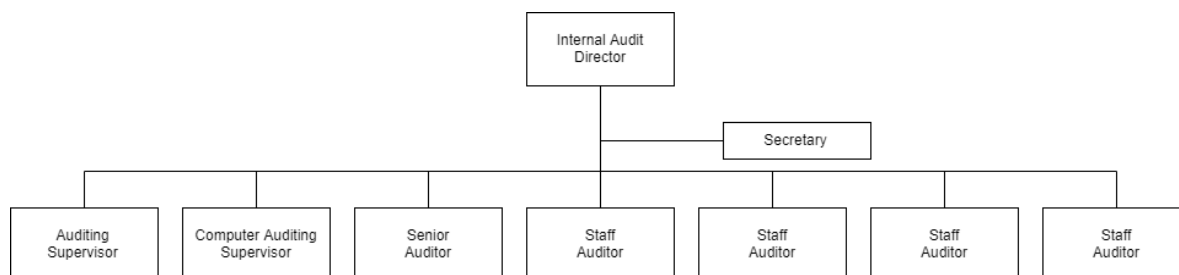 Internal Audit
Director
Secretary
Auditing
Supervisor
Computer Auditing
Supervisor
Senior
Auditor
Staff
Auditor
Staff
Auditor
Staff
Auditor
Staff
Auditor